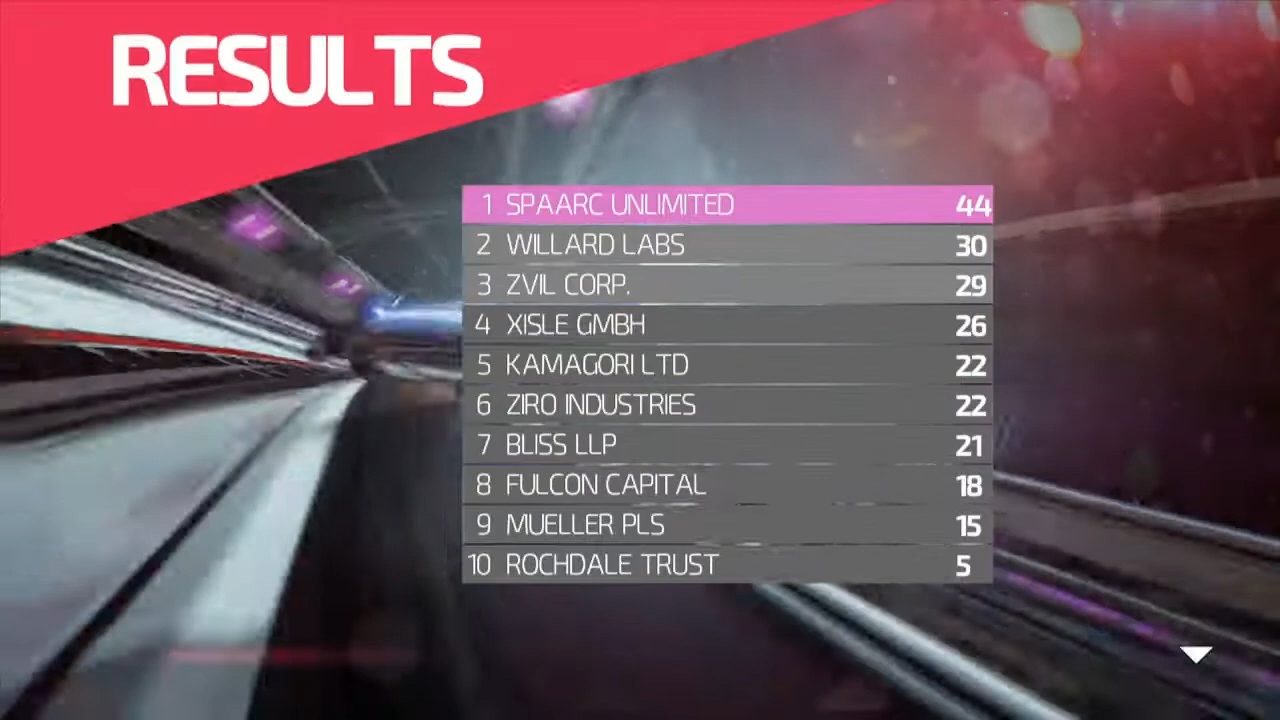 RESULTS
1 SPAARC UNLIMITED 44
2 WILLARD LABS 30
3 ZVIL CORP. 29
4 XISLE GMBH 26
5 KAMAGORI LTD 22
6 ZIRO INDUSTRIES 22
7 BLISS LLP 21
8 FULCON CAPITAL 18
9 MUELLER PLS 15
10 ROCHDALE TRUST 5